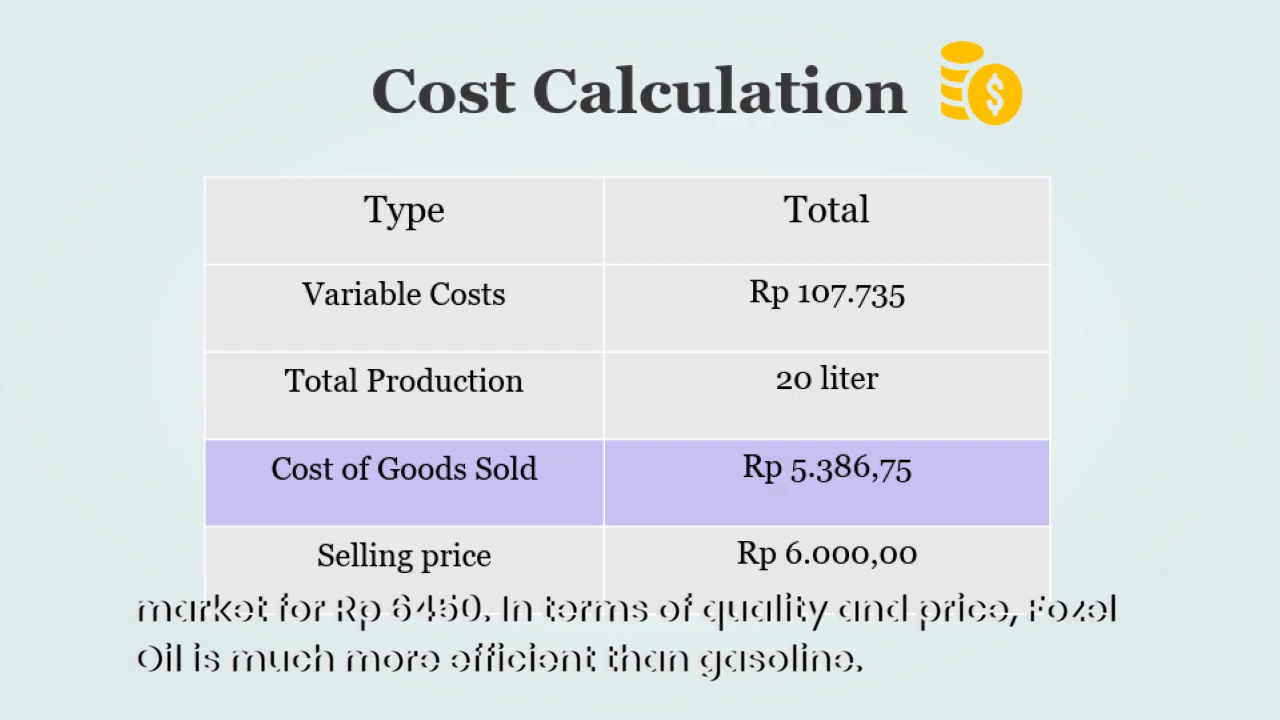 Cost Calculation
Type Total
Variable Costs Rp 107.735
Total Production 20 liter
Cost of Goods Sold Rp 5.386,75
Selling price Rp 6.000,00
market for Rp 6450. In terms of quality and price, Fozel
Oil is much more efficient than gasoline.